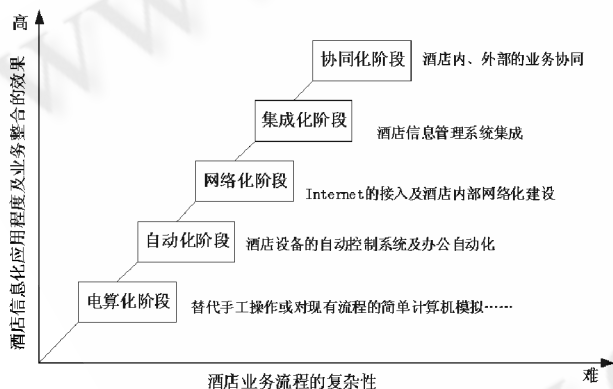 高
酒店信息化应用程度及业务整合的效果
协同化阶段 酒店内、外部的业务协同
集成化阶段 酒店信息管理系统集成
网络化阶段 Internet的接入及酒店内部网络化建设
自动化阶段 酒店设备的自动控制系统及办公自动化
电算化阶段 替代手工操作或对现有流程的简单计算机模拟……
酒店业务流程的复杂性
难